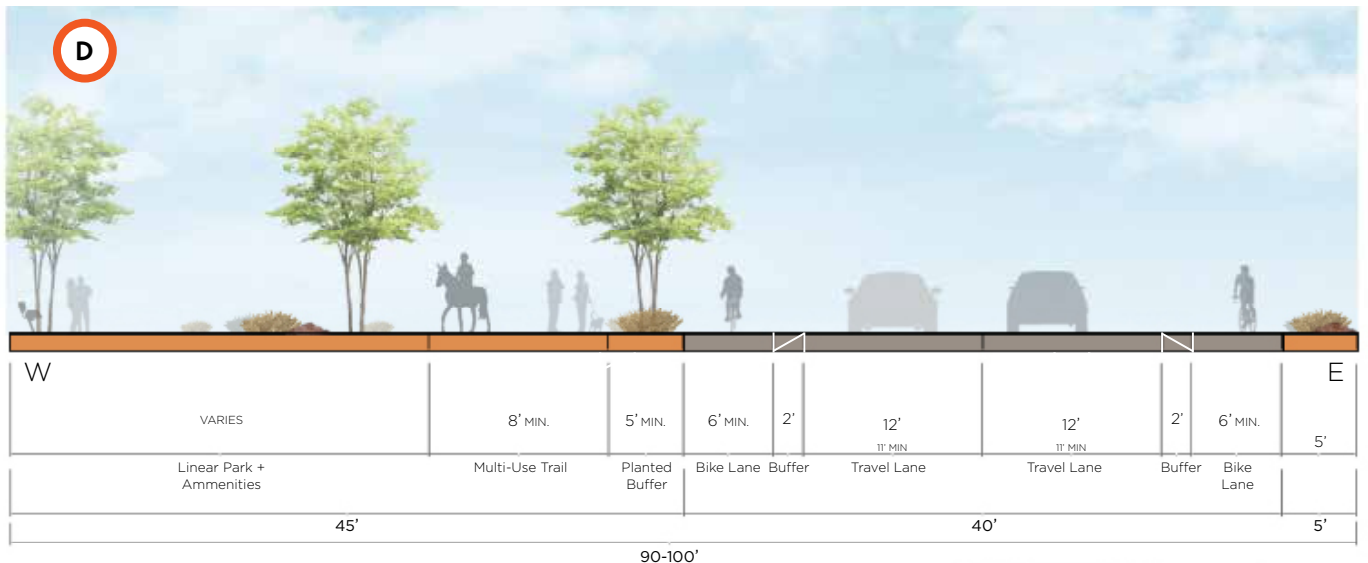 D
W
E
VARIES
8’ MIN.
5’ MIN.
6’ MIN.
2’
12’
11’ MIN
12’
11’ MIN
2’
6’ MIN.
5’
Linear Park +
Ammenities
Multi-Use Trail
Planted
Buffer
Bike Lane
Buffer
Travel Lane
Travel Lane
Buffer
Bike
Lane
45’
40’
5’
90-100’